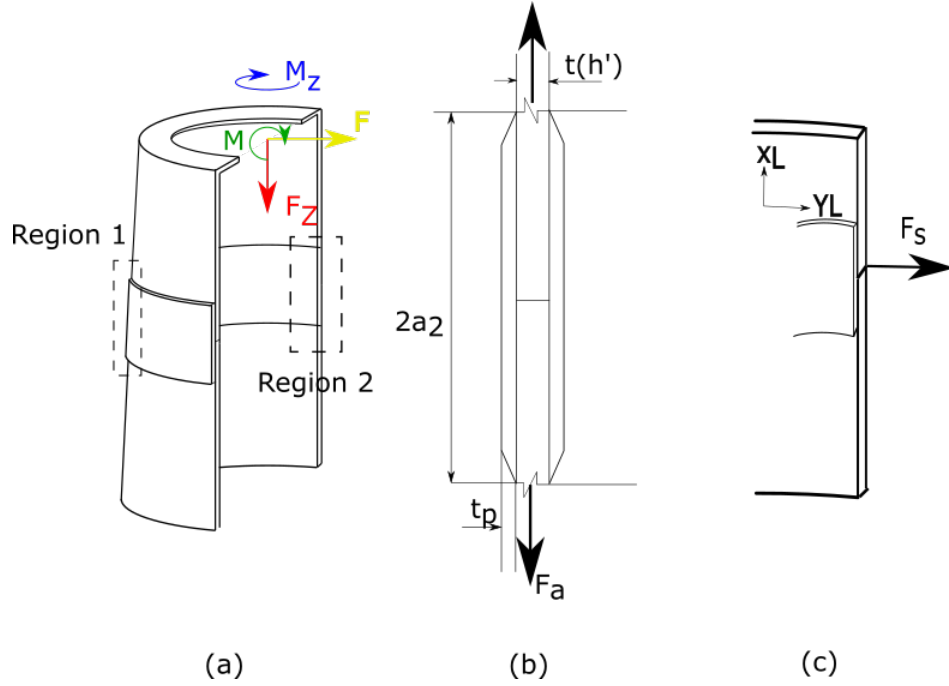 Mz
F
M
Fz
Region 1
Region 2
(a)
t(h')
2a2
tp
Fa
(b)
xL
YL
Fs
(c)